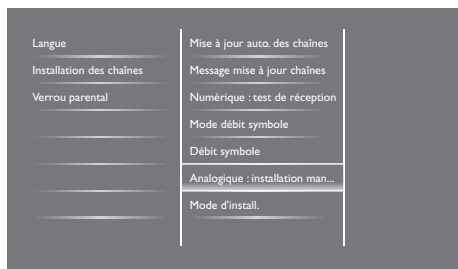 Langue
Installation des chaînes
Verrou parental
Mise à jour auto. des chaînes
Message mise à jour chaînes
Numérique : test de réception
Mode débit symbole
Débit symbole
Analogique : installation man...
Mode d'install.